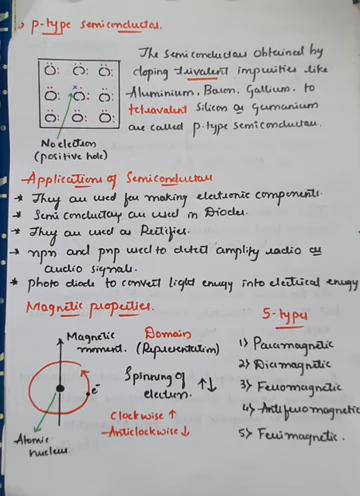 p-type semiconductor.
The semiconductors obtained by
doping trivalent impurities like
Aluminium, Boron, Gallium. to
tetravalent Silicon or Germanium
are called p-type semiconductor.
No electron
(positive hole)
Applications of Semiconductors
* They are used for making electronic components.
* Semi conductors are used in Diodes.
* They are used as Rectifier.
→ npn and pnp used to detect amplify radio or
audio signals.
* photo diode to convert light energy into electrical energy
Magnetic properties.
Magnetic
moment.
Domain
(Representation)
Spinning of
electron. ↑↓
Clockwise ↑
-Anticlockwise ↓
e⁻
Atomic
nucleus
5-types
1) Paramagnetic
2) Diamagnetic
3) Ferromagnetic
4) Antiferromagnetic
5) Ferrimagnetic.